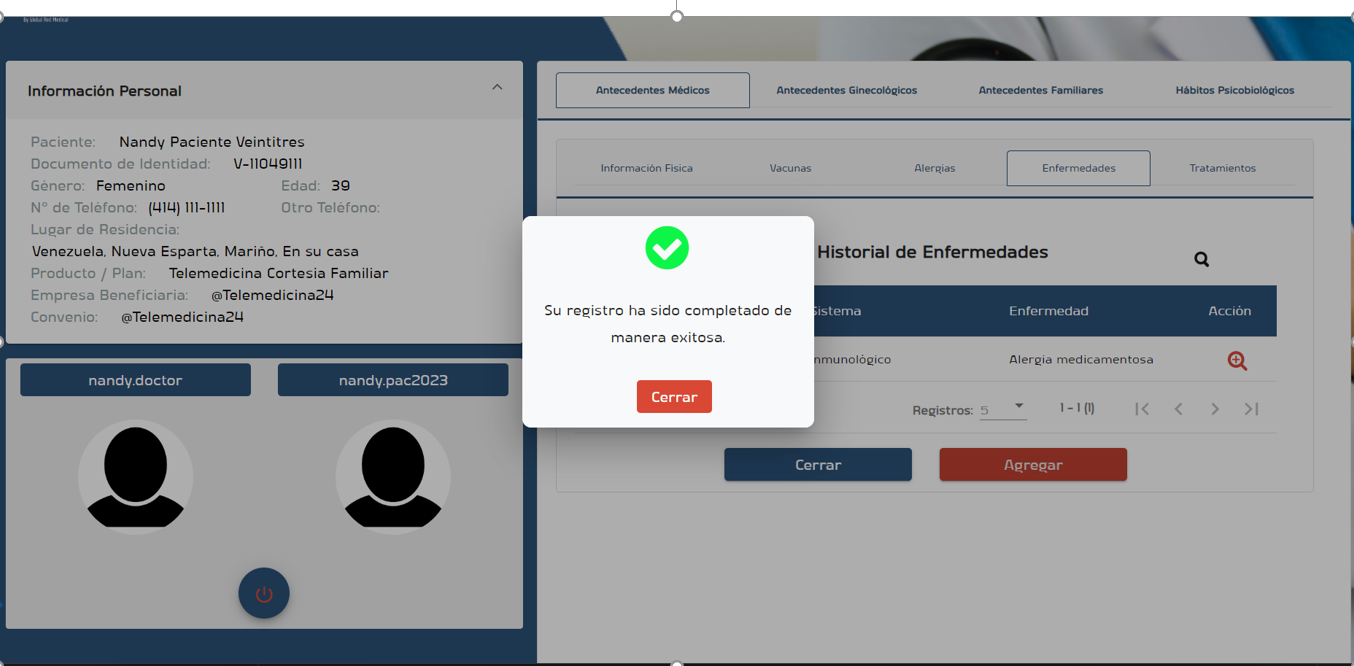 By Global Med Medical
Información Personal
Paciente: Nandy Paciente Veintitres
Documento de Identidad: V-11049111
Género: Femenino Edad: 39
N° de Teléfono: (414) 111-1111 Otro Teléfono:
Lugar de Residencia:
Venezuela, Nueva Esparta, Mariño, En su casa
Producto / Plan: Telemedicina Cortesia Familiar
Empresa Beneficiaria: @Telemedicina24
Convenio: @Telemedicina24
nandy.doctor nandy.pac2023
Antecedentes Médicos Antecedentes Ginecológicos Antecedentes Familiares Hábitos Psicobiológicos
Información Física Vacunas Alergias Enfermedades Tratamientos
Historial de Enfermedades
Sistema Enfermedad Acción
nmunológico Alergia medicamentosa
Registros: 5 1 - 1 (1)
Cerrar Agregar
Su registro ha sido completado de
manera exitosa.
Cerrar